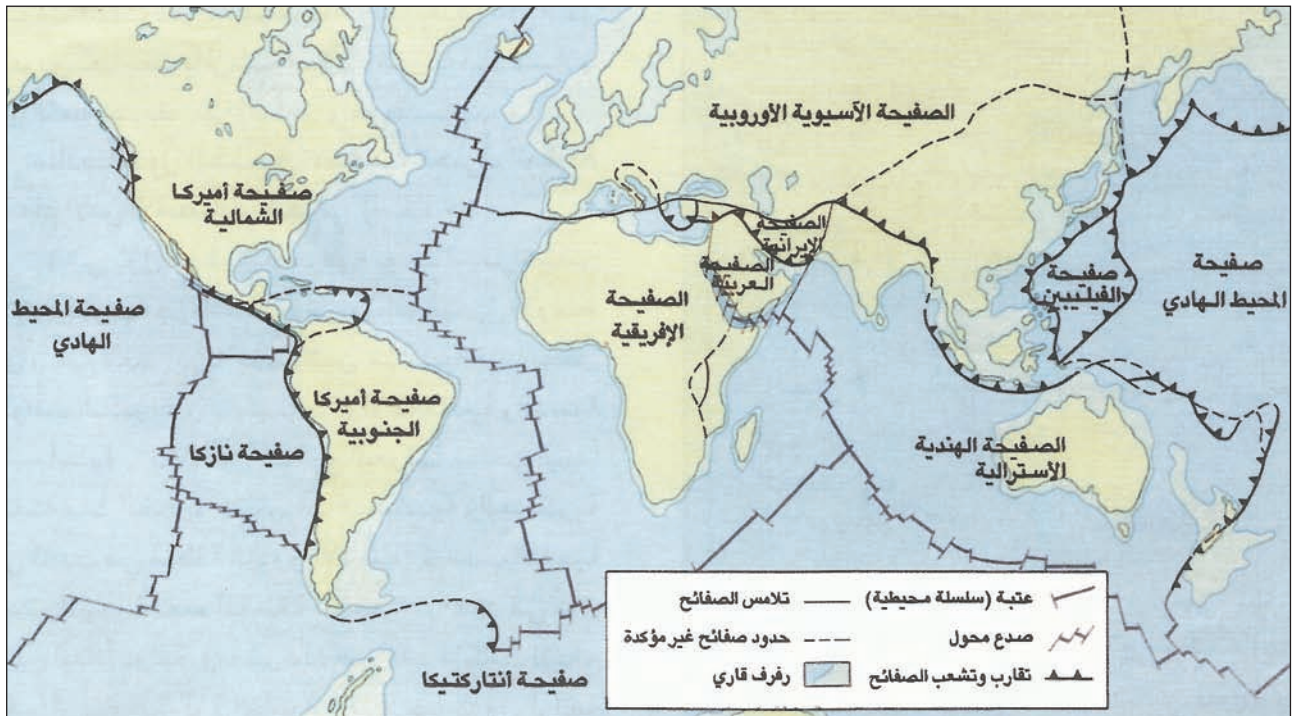 الصفيحة الآسيوية الأوروبية
صفيحة أميركا
الشمالية
الصفيحة
الإيرانية
الصفيحة
العربية
صفيحة
الفيلتيبين
صفيحة
المحيط الهادي
صفيحة المحيط
الهادي
الصفيحة
الإفريقية
صفيحة أميركا
الجنوبية
صفيحة نازكا
الصفيحة الهندية
الأسترالية
صفيحة أنتاركتيكا
عتبة (سلسلة محيطية)
تلامس الصفائح
صدع محول
حدود صفائح غير مؤكدة
تقارب وتشعب الصفائح
رفرف قاري